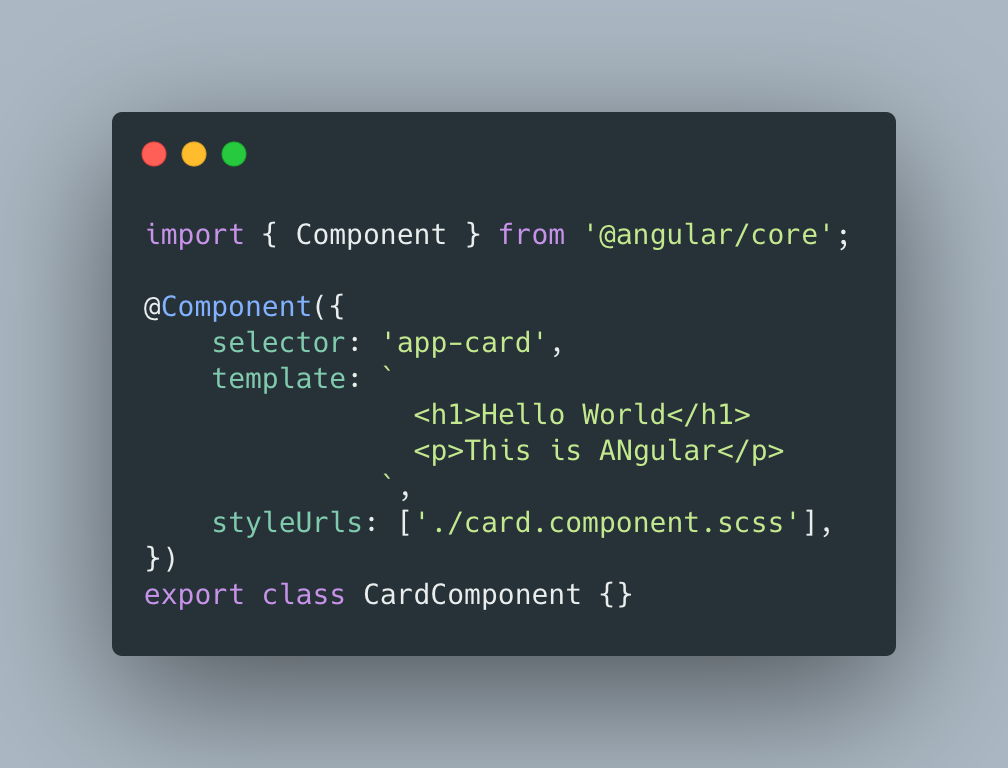 import { Component } from '@angular/core';
@Component({
    selector: 'app-card',
    template: `
                <h1>Hello World</h1>
                <p>This is ANgular</p>
              `,
    styleUrls: ['./card.component.scss'],
})
export class CardComponent {}